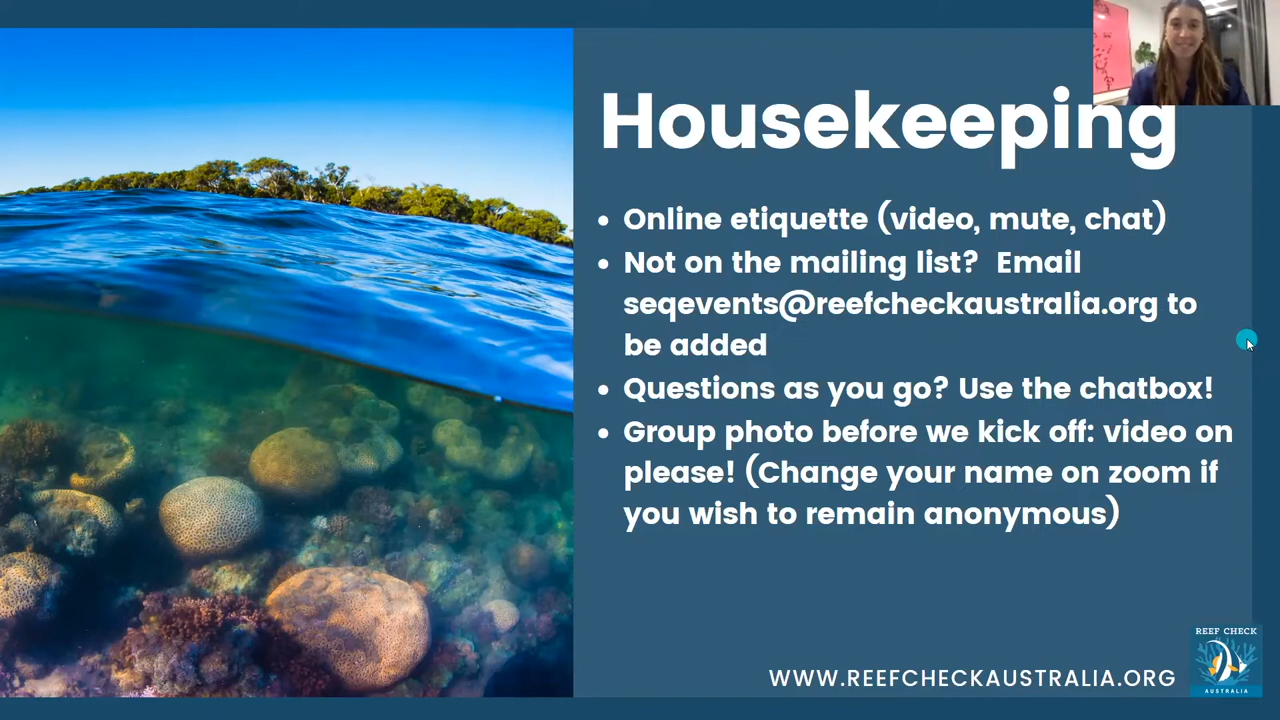 Housekeeping
• Online etiquette (video, mute, chat)
• Not on the mailing list?  Email
seqevents@reefcheckaustralia.org to
be added
• Questions as you go? Use the chatbox!
• Group photo before we kick off: video on
please! (Change your name on zoom if
you wish to remain anonymous)
WWW.REEFCHECKAUSTRALIA.ORG
REEF CHECK
AUSTRALIA